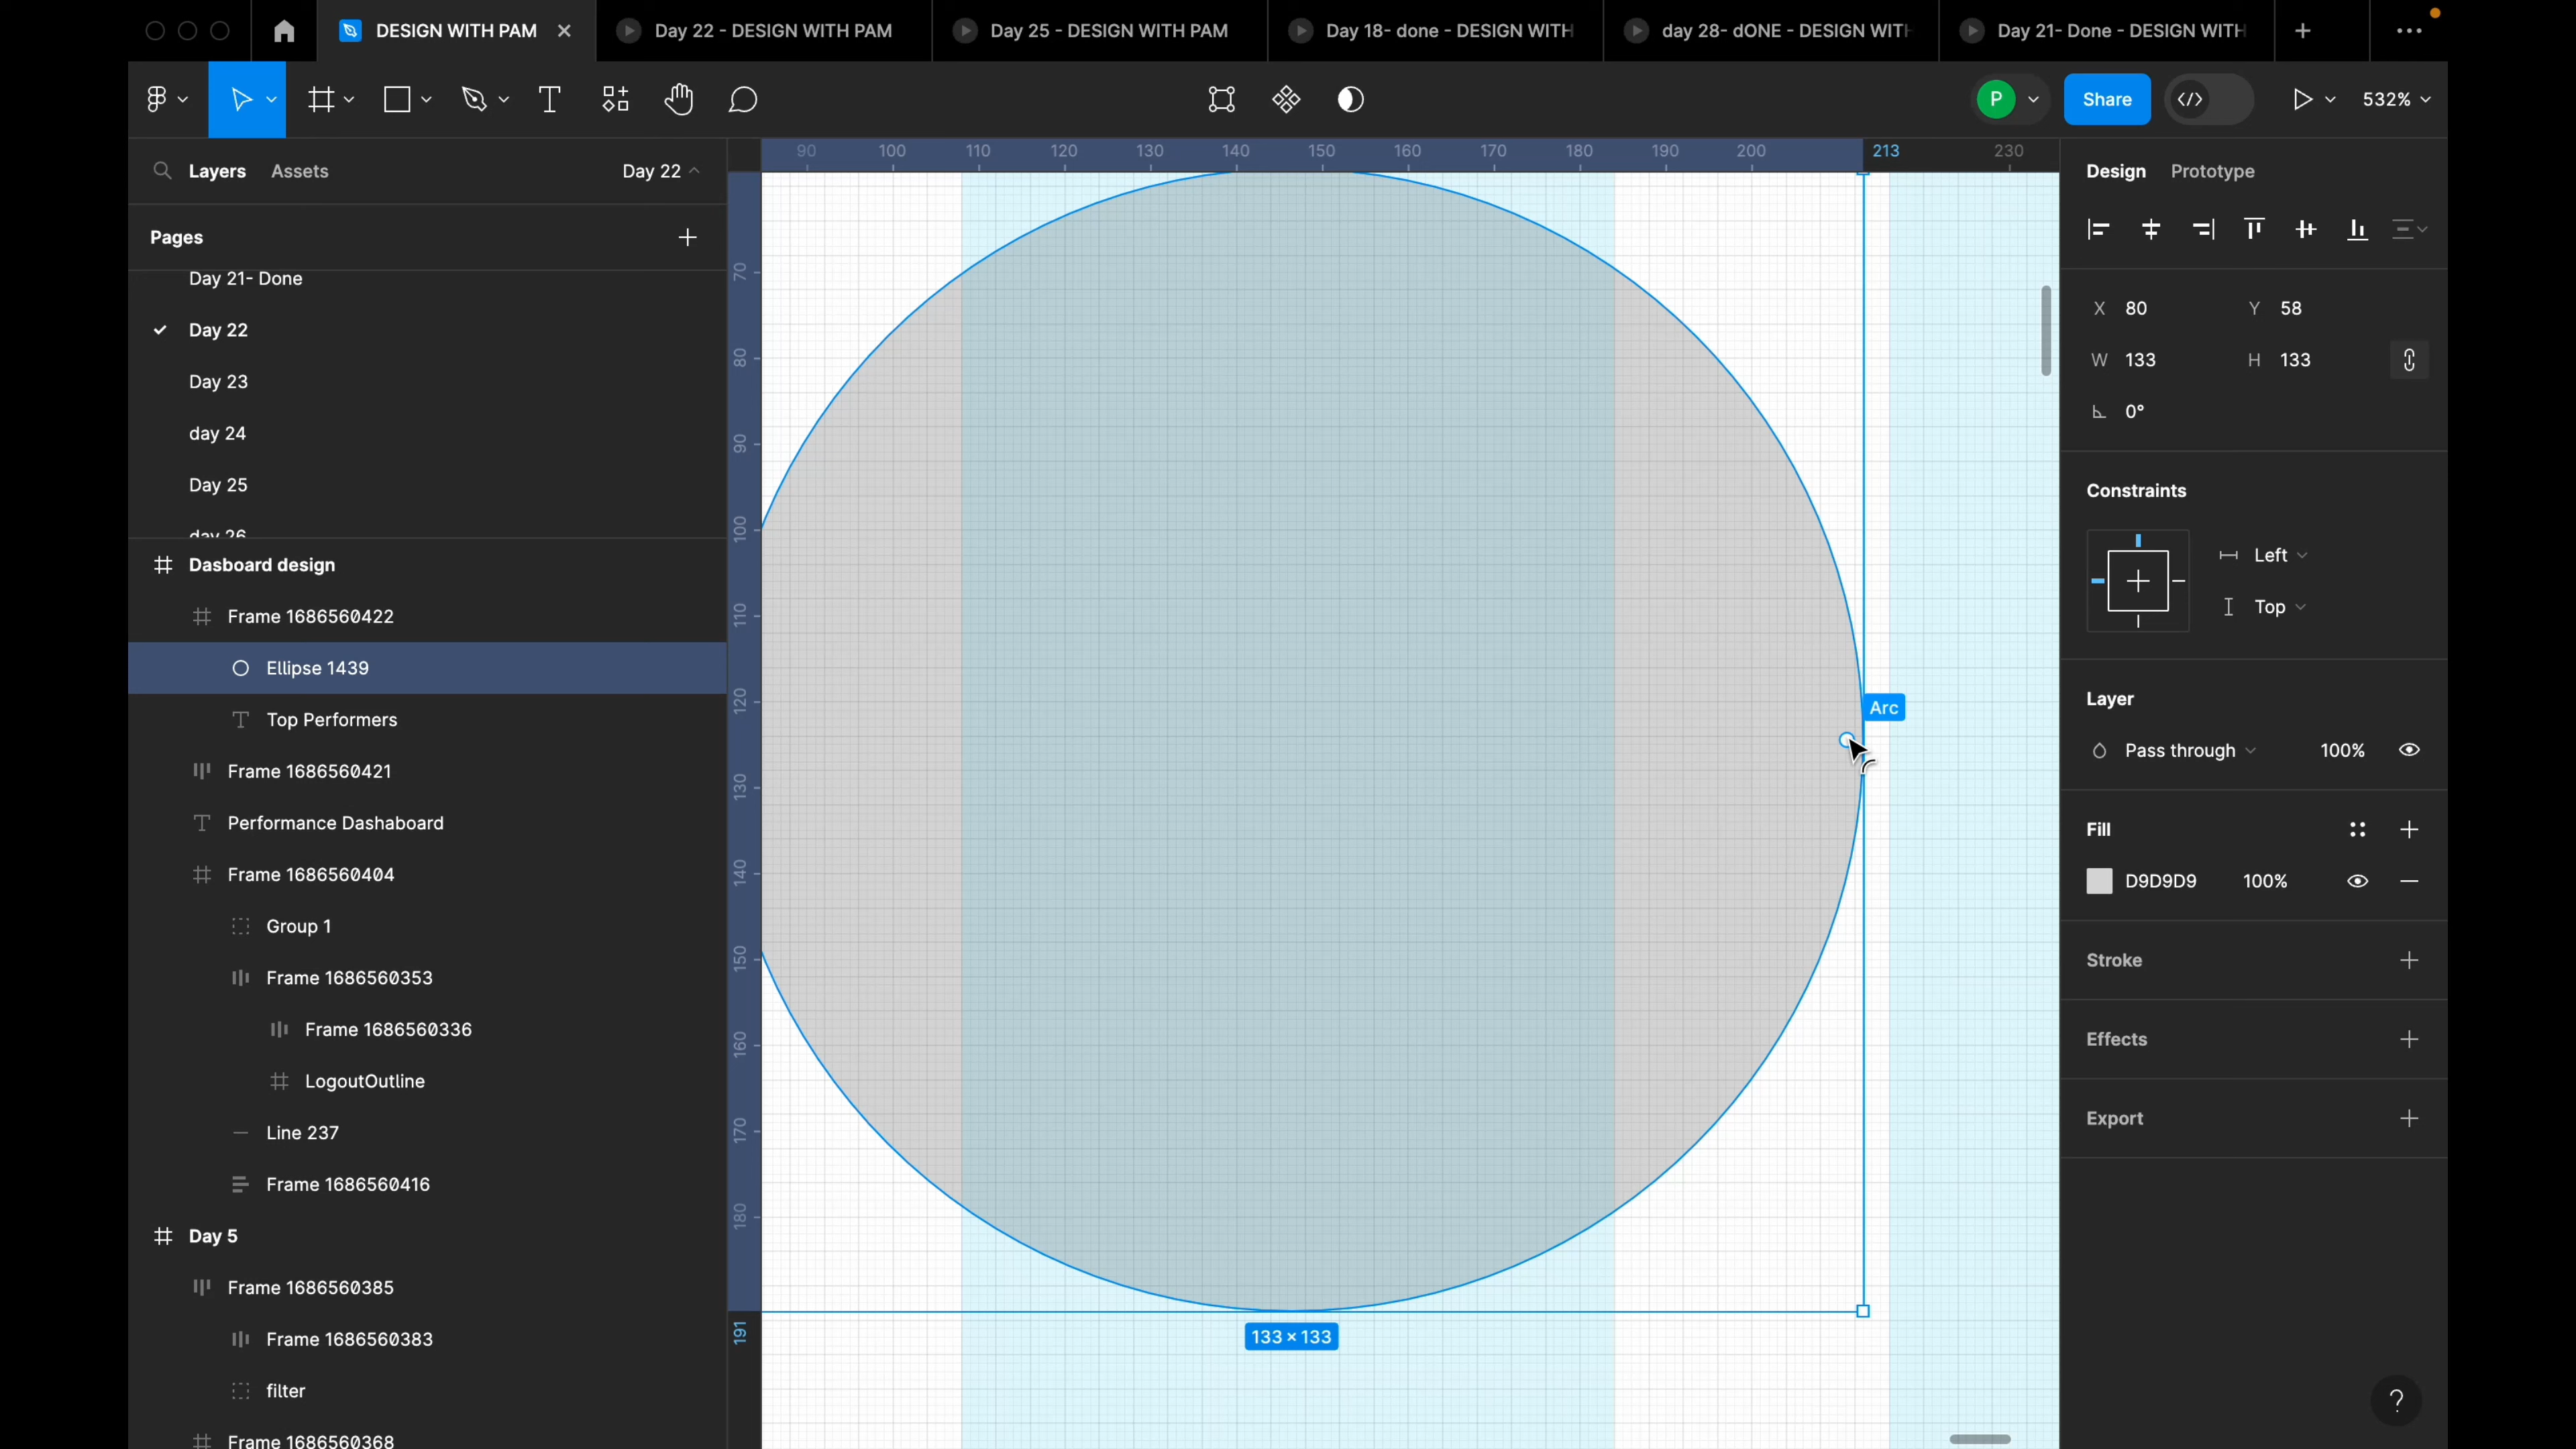 DESIGN WITH PAM
Day 22 - DESIGN WITH PAM
Day 25 - DESIGN WITH PAM
Day 18- done - DESIGN WITH
day 28- dONE - DESIGN WITH
Day 21- Done - DESIGN WITH
P
Share
532%
Layers
Assets
Day 22
Pages
Day 21- Done
Day 22
Day 23
day 24
Day 25
day 26
Dasboard design
Frame 1686560422
Ellipse 1439
Top Performers
Frame 1686560421
Performance Dashaboard
Frame 1686560404
Group 1
Frame 1686560353
Frame 1686560336
LogoutOutline
Line 237
Frame 1686560416
Day 5
Frame 1686560385
Frame 1686560383
filter
Frame 1686560368
90 100 110 120 130 140 150 160 170 180 190 200 213 230
70
80
90
100
110
120
130
140
150
160
170
180
191
Arc
133 × 133
Design
Prototype
X 80 Y 58
W 133 H 133
0°
Constraints
Left
Top
Layer
Pass through 100%
Fill
D9D9D9 100%
Stroke
Effects
Export
?